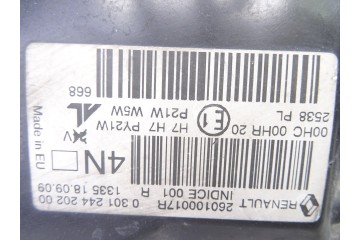 RENAULT 260100017R 0 301 244 202 00
INDICE 001 R 1335 18.09.09
4N
00HC 00HR 20 E1 H7 H7 PY21W
2538 PL P21W W5W
AL
668
Made in EU